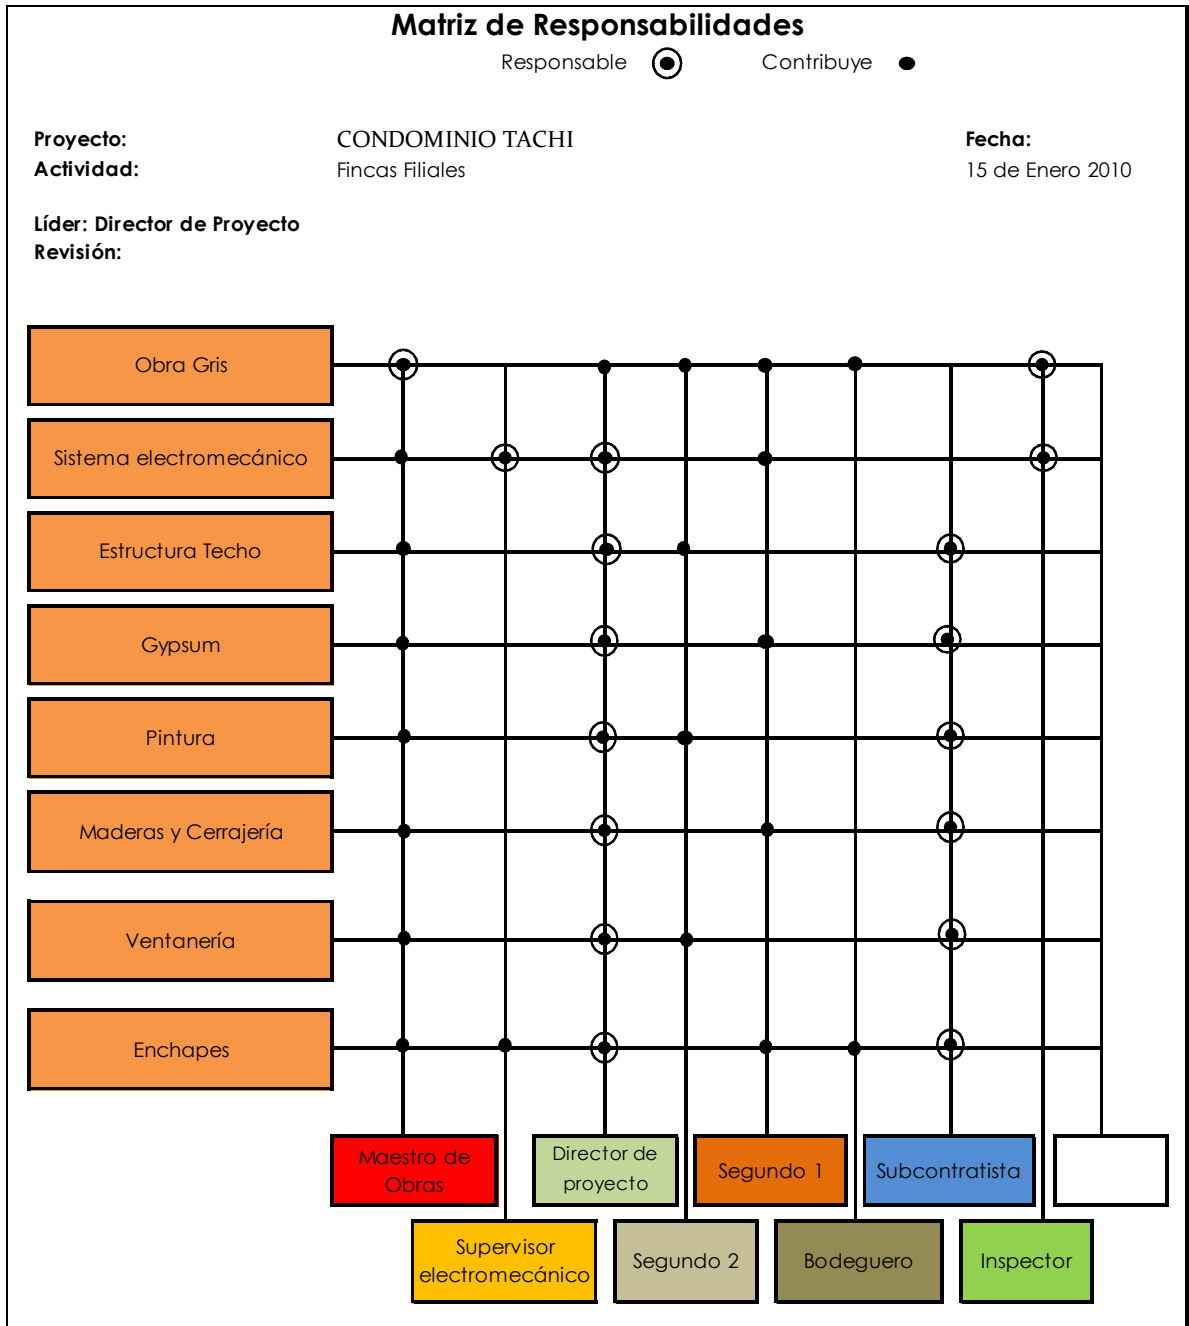 Matriz de Responsabilidades
Responsable Contribuye
Proyecto: CONDOMINIO TACHI Fecha:
Actividad: Fincas Filiales 15 de Enero 2010
Líder: Director de Proyecto
Revisión:
Obra Gris
Sistema electromecánico
Estructura Techo
Gypsum
Pintura
Maderas y Cerrajería
Ventanería
Enchapes
Maestro de
Obras
Director de
proyecto
Segundo 1
Subcontratista
Supervisor
electromecánico
Segundo 2
Bodeguero
Inspector